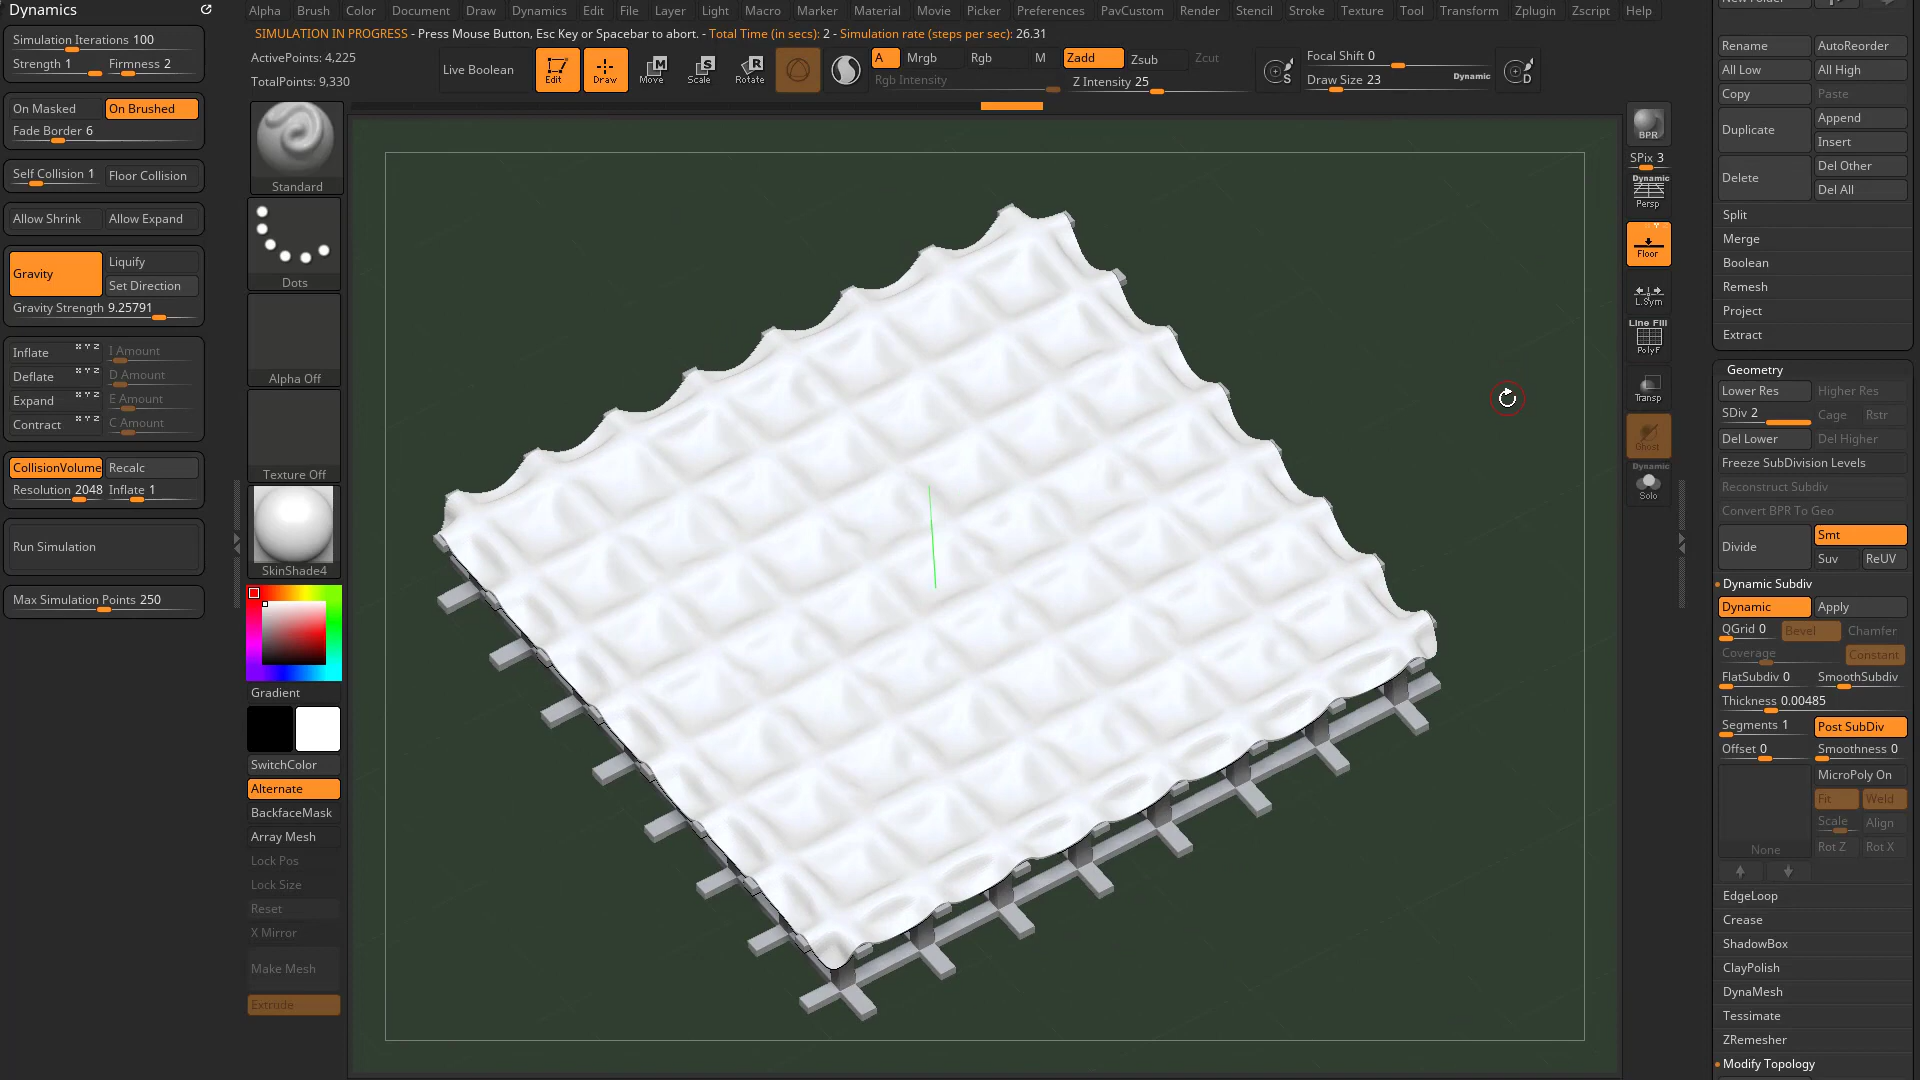 Dynamics
Alpha Brush Color Document Draw Dynamics Edit File Layer Light Macro Marker Material Movie Picker Preferences PavCustom Render Stencil Stroke Texture Tool Transform Zplugin Zscript Help
SIMULATION IN PROGRESS - Press Mouse Button, Esc Key or Spacebar to abort. - Total Time (in secs): 2 - Simulation rate (steps per sec): 26.31
ActivePoints: 4,225
TotalPoints: 9,330
Live Boolean
Edit
Draw
Move
Scale
Rotate
A
Mrgb
Rgb
M
Rgb Intensity
Zadd
Zsub
Zcut
Z Intensity 25
Focal Shift 0
Draw Size 23
Dynamic
S
D
Simulation Iterations 100
Strength 1
Firmness 2
On Masked
On Brushed
Fade Border 6
Self Collision 1
Floor Collision
Allow Shrink
Allow Expand
Gravity
Liquify
Set Direction
Gravity Strength 9.25791
Inflate X Y Z I Amount
Deflate X Y Z D Amount
Expand X Y Z E Amount
Contract X Y Z C Amount
CollisionVolume
Recalc
Resolution 2048
Inflate 1
Run Simulation
Max Simulation Points 250
Standard
Dots
Alpha Off
Texture Off
SkinShade4
Gradient
SwitchColor
Alternate
BackfaceMask
Array Mesh
Lock Pos
Lock Size
Reset
X Mirror
Make Mesh
Extrude
BPR
SPix 3
Dynamic
Persp
Floor
L.Sym
Line Fill
PolyF
Transp
Ghost
Dynamic
Solo
Rename
AutoReorder
All Low
All High
Copy
Paste
Duplicate
Append
Insert
Delete
Del Other
Del All
Split
Merge
Boolean
Remesh
Project
Extract
Geometry
Lower Res
Higher Res
SDiv 2
Cage
Rstr
Del Lower
Del Higher
Freeze SubDivision Levels
Reconstruct Subdiv
Convert BPR To Geo
Divide
Smt
Suv
ReUV
Dynamic Subdiv
Dynamic
Apply
QGrid 0
Bevel
Chamfer
Coverage
Constant
FlatSubdiv 0
SmoothSubdiv
Thickness 0.00485
Segments 1
Post SubDiv
Offset 0
Smoothness 0
MicroPoly On
Fit
Weld
Scale
Align
None
Rot Z
Rot X
EdgeLoop
Crease
ShadowBox
ClayPolish
DynaMesh
Tessimate
ZRemesher
Modify Topology